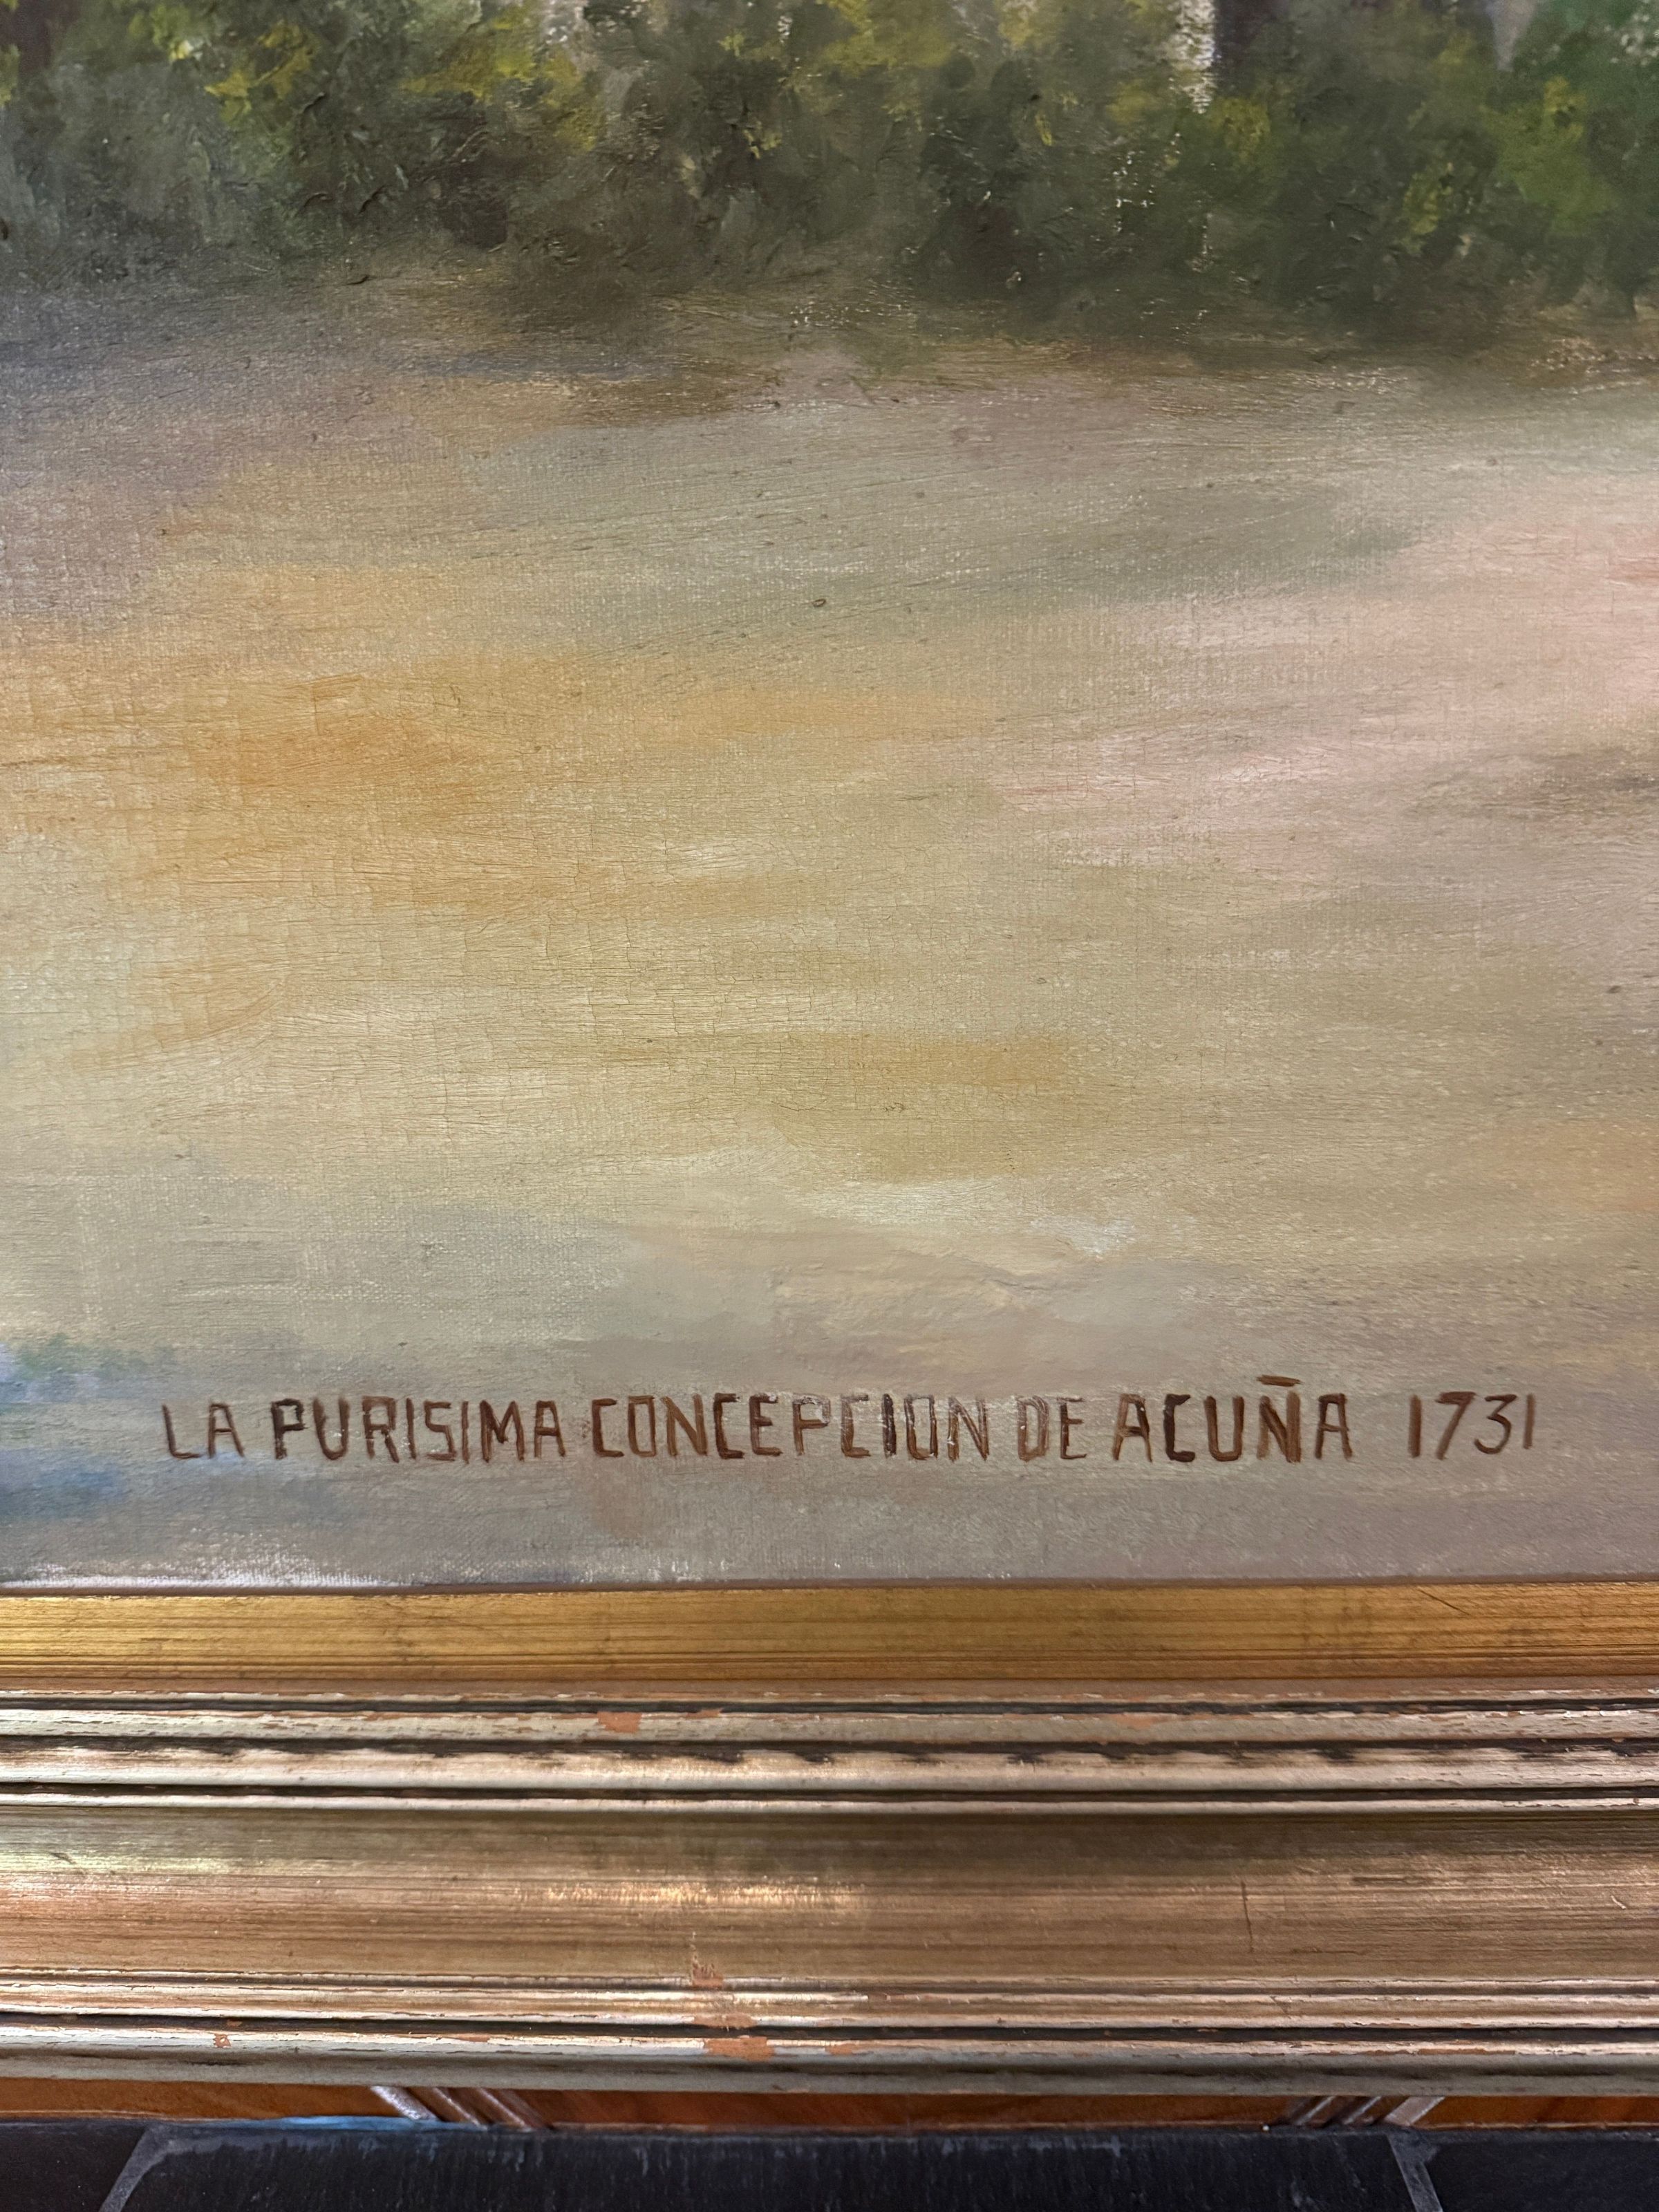 LA PURISIMA CONCEPCION DE ACUÑA 1731